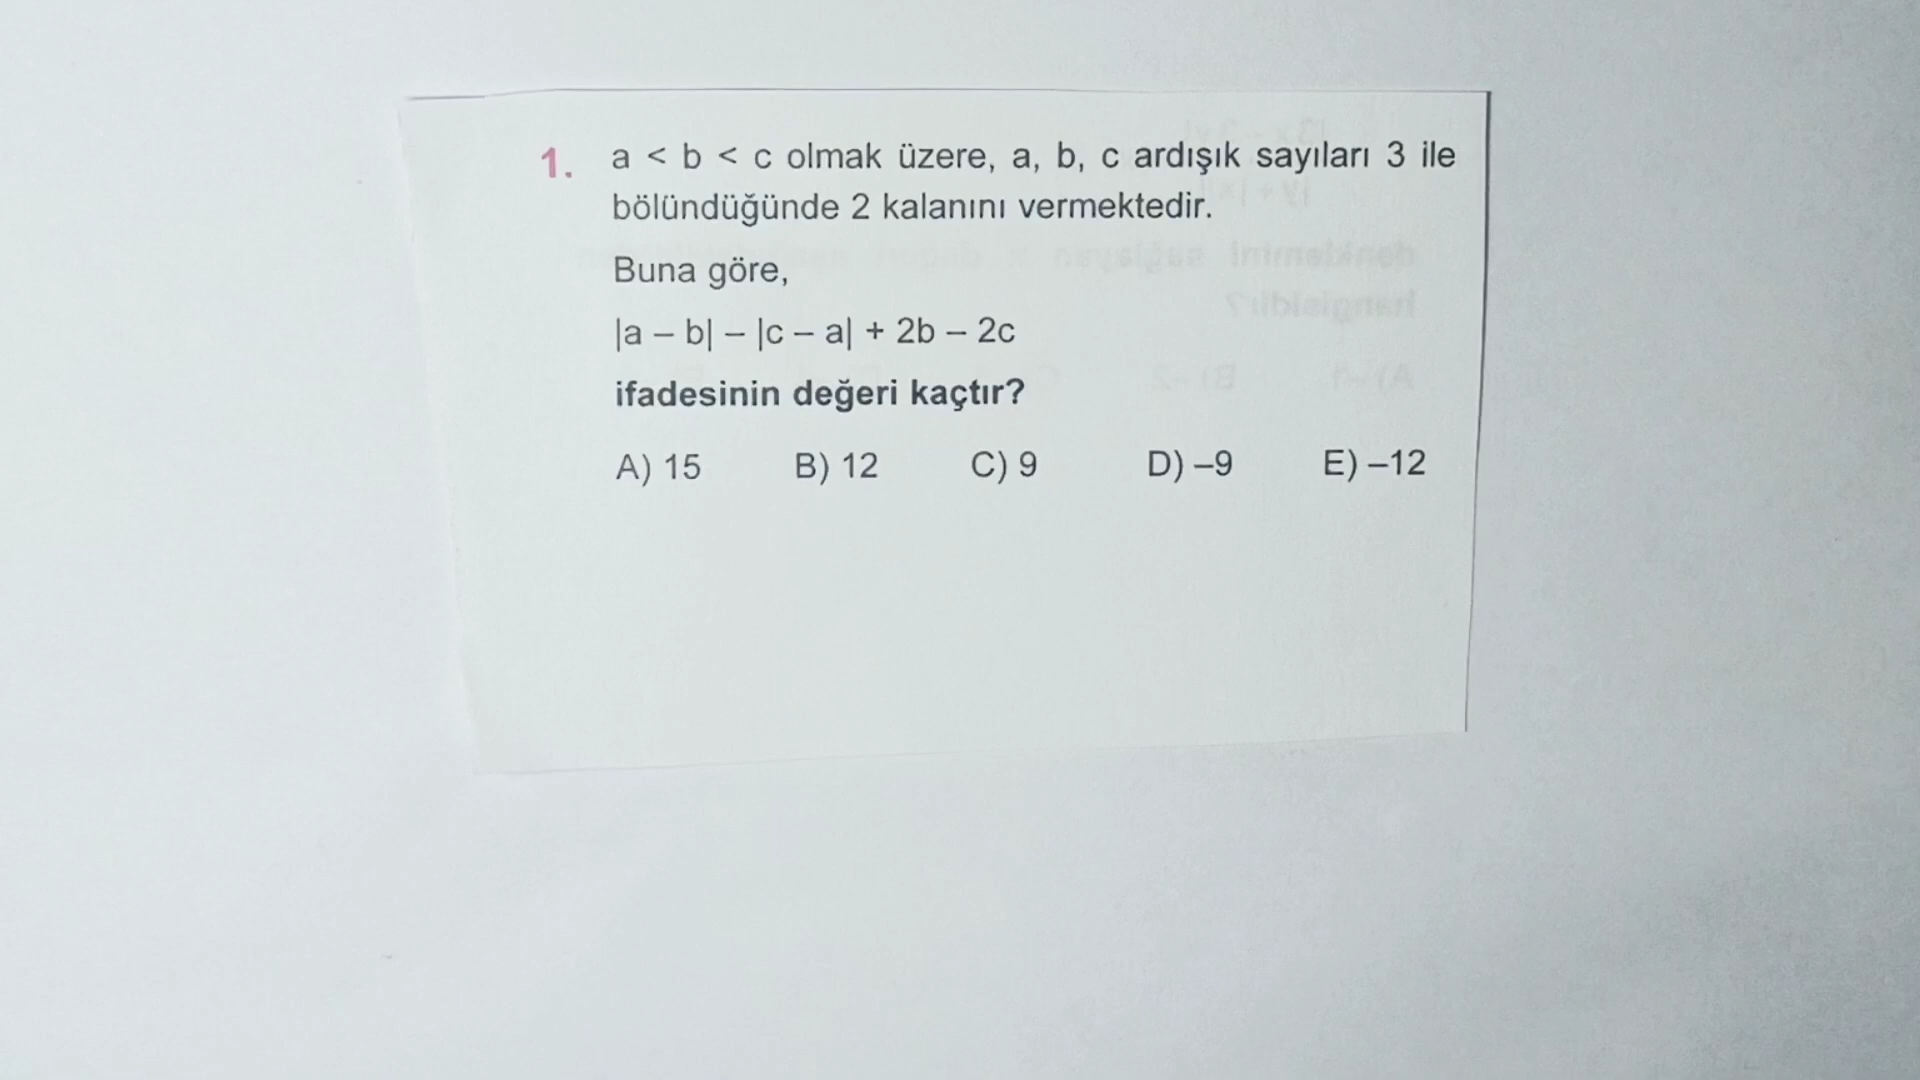 1. a < b < c olmak üzere, a, b, c ardışık sayıları 3 ile
bölündüğünde 2 kalanını vermektedir.
Buna göre,
|a – b| – |c – a| + 2b – 2c
ifadesinin değeri kaçtır?
A) 15 B) 12 C) 9 D) –9 E) –12